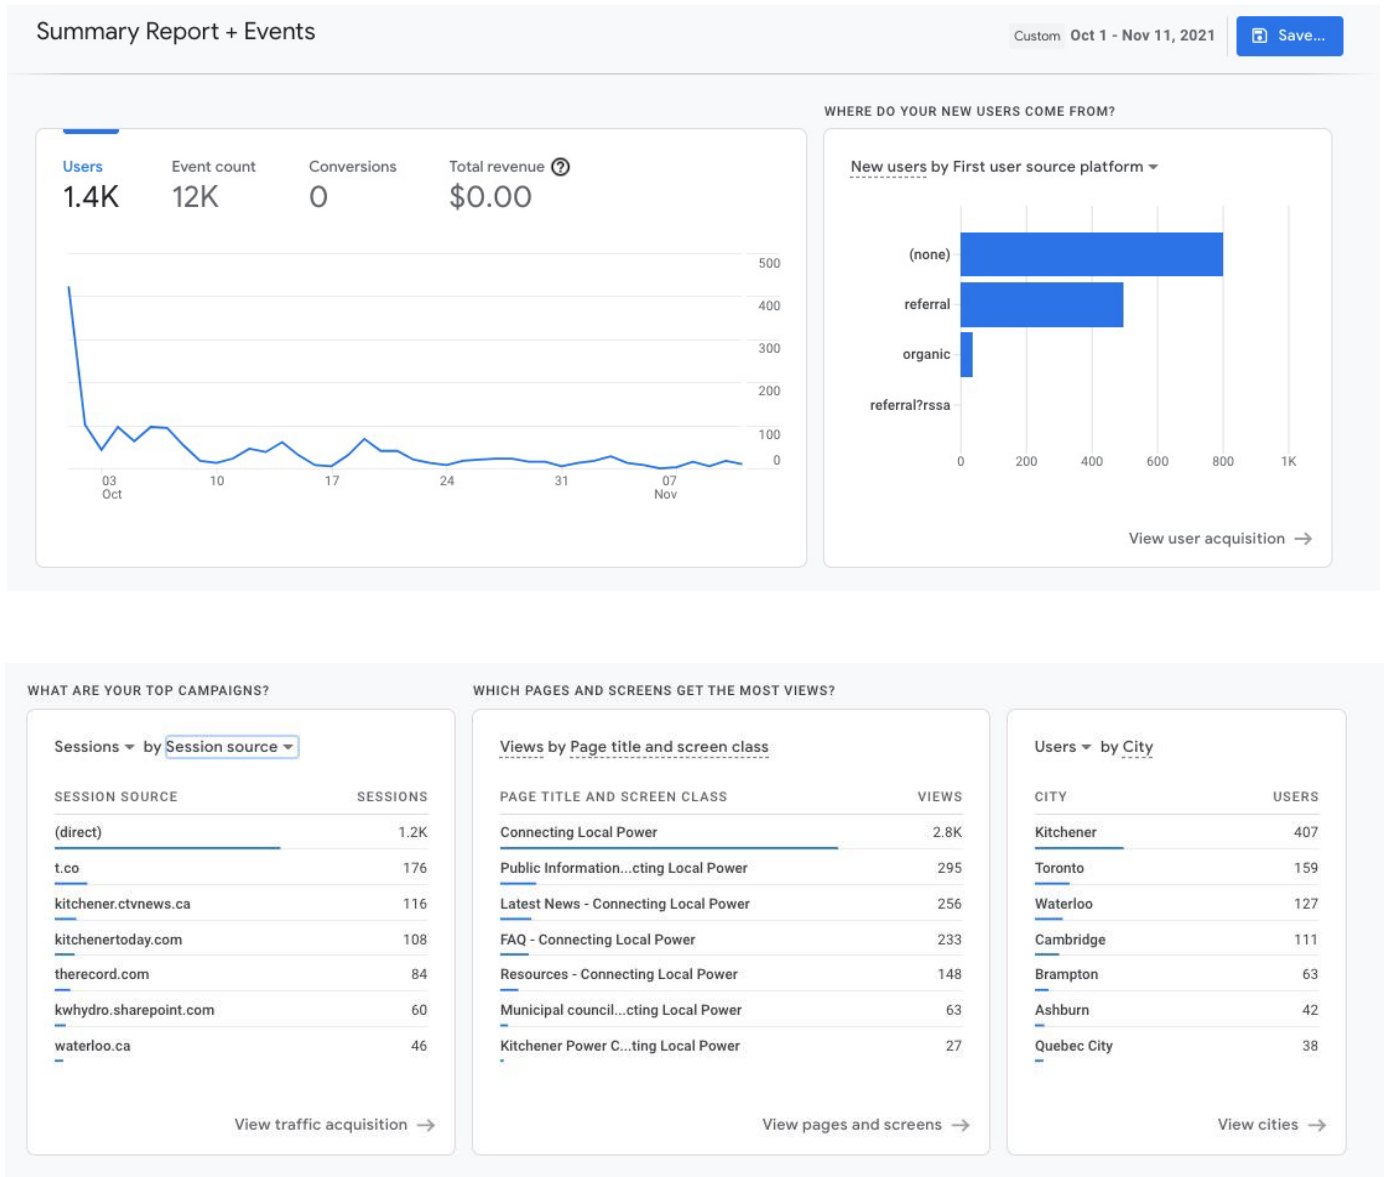 Summary Report + Events
Custom Oct 1 - Nov 11, 2021
Save...
Users
1.4K
Event count
12K
Conversions
0
Total revenue ?
$0.00
500
400
300
200
100
0
03 Oct
10
17
24
31
07 Nov
WHERE DO YOUR NEW USERS COME FROM?
New users by First user source platform
(none)
referral
organic
referral?rssa
0 200 400 600 800 1K
View user acquisition →
WHAT ARE YOUR TOP CAMPAIGNS?
Sessions by Session source
SESSION SOURCE SESSIONS
(direct) 1.2K
t.co 176
kitchener.ctvnews.ca 116
kitchenertoday.com 108
therecord.com 84
kwhydro.sharepoint.com 60
waterloo.ca 46
View traffic acquisition →
WHICH PAGES AND SCREENS GET THE MOST VIEWS?
Views by Page title and screen class
PAGE TITLE AND SCREEN CLASS VIEWS
Connecting Local Power 2.8K
Public Information...cting Local Power 295
Latest News - Connecting Local Power 256
FAQ - Connecting Local Power 233
Resources - Connecting Local Power 148
Municipal council...cting Local Power 63
Kitchener Power C...ting Local Power 27
View pages and screens →
Users by City
CITY USERS
Kitchener 407
Toronto 159
Waterloo 127
Cambridge 111
Brampton 63
Ashburn 42
Quebec City 38
View cities →